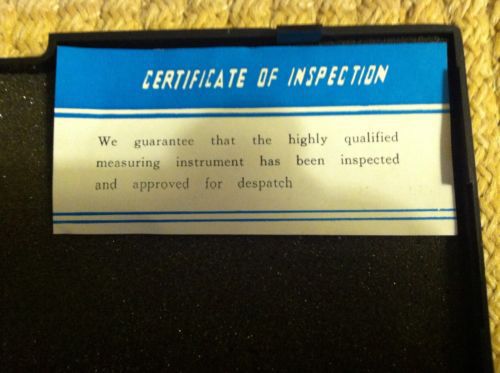 CERTIFICATE OF INSPECTION
We guarantee that the highly qualified
measuring instrument has been inspected
and approved for despatch